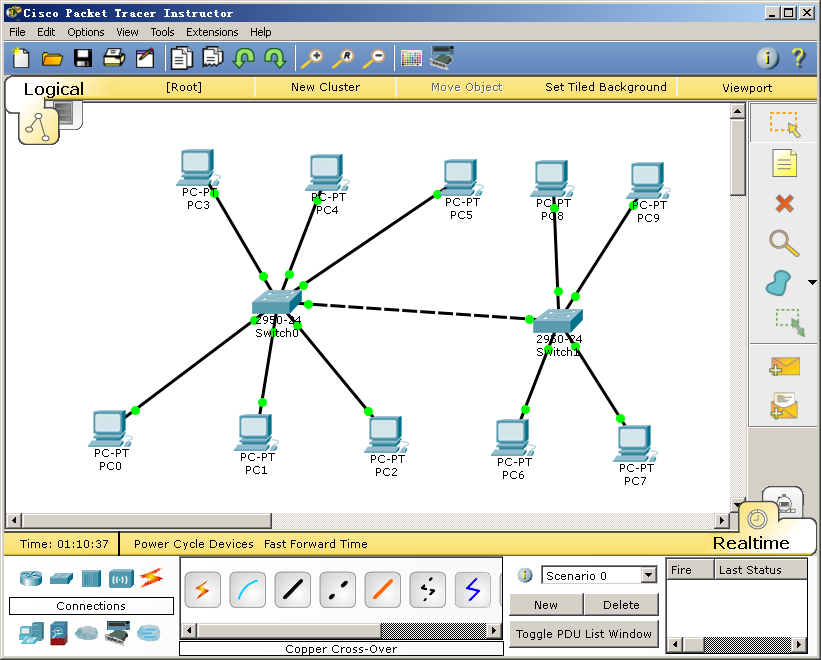 Cisco Packet Tracer Instructor
File Edit Options View Tools Extensions Help
Logical [Root] New Cluster Move Object Set Tiled Background Viewport
PC-PT
PC3
PC-PT
PC4
PC-PT
PC5
PC-PT
PC8
PC-PT
PC9
2950-24
Switch0
2950-24
Switch1
PC-PT
PC0
PC-PT
PC1
PC-PT
PC2
PC-PT
PC6
PC-PT
PC7
Time: 01:10:37 Power Cycle Devices Fast Forward Time Realtime
Connections
Copper Cross-Over
Scenario 0
New Delete
Toggle PDU List Window
Fire Last Status